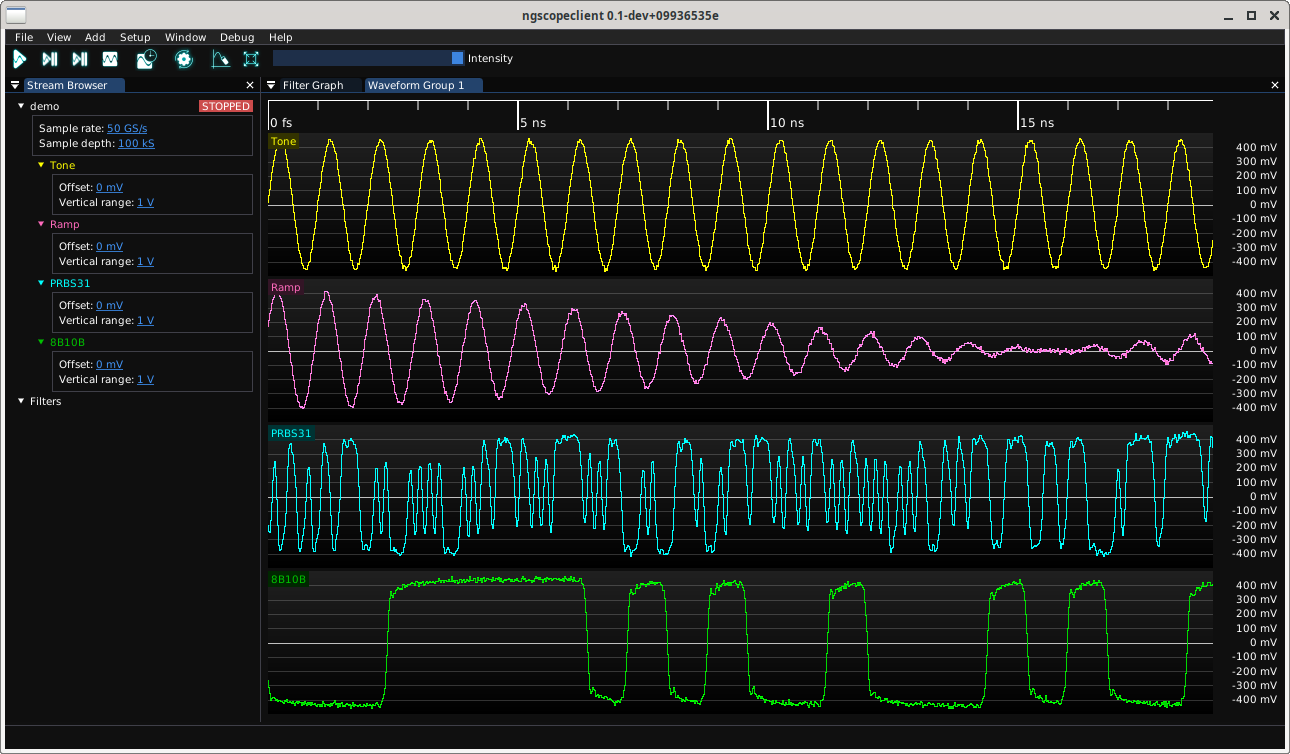 ngscopeclient 0.1-dev+09936535e
File View Add Setup Window Debug Help
Intensity
Stream Browser
Filter Graph Waveform Group 1
demo STOPPED
Sample rate: 50 GS/s
Sample depth: 100 kS
Tone
Offset: 0 mV
Vertical range: 1 V
Ramp
Offset: 0 mV
Vertical range: 1 V
PRBS31
Offset: 0 mV
Vertical range: 1 V
8B10B
Offset: 0 mV
Vertical range: 1 V
Filters
0 fs 5 ns 10 ns 15 ns
Tone
400 mV
300 mV
200 mV
100 mV
0 mV
-100 mV
-200 mV
-300 mV
-400 mV
Ramp
400 mV
300 mV
200 mV
100 mV
0 mV
-100 mV
-200 mV
-300 mV
-400 mV
PRBS31
400 mV
300 mV
200 mV
100 mV
0 mV
-100 mV
-200 mV
-300 mV
-400 mV
8B10B
400 mV
300 mV
200 mV
100 mV
0 mV
-100 mV
-200 mV
-300 mV
-400 mV